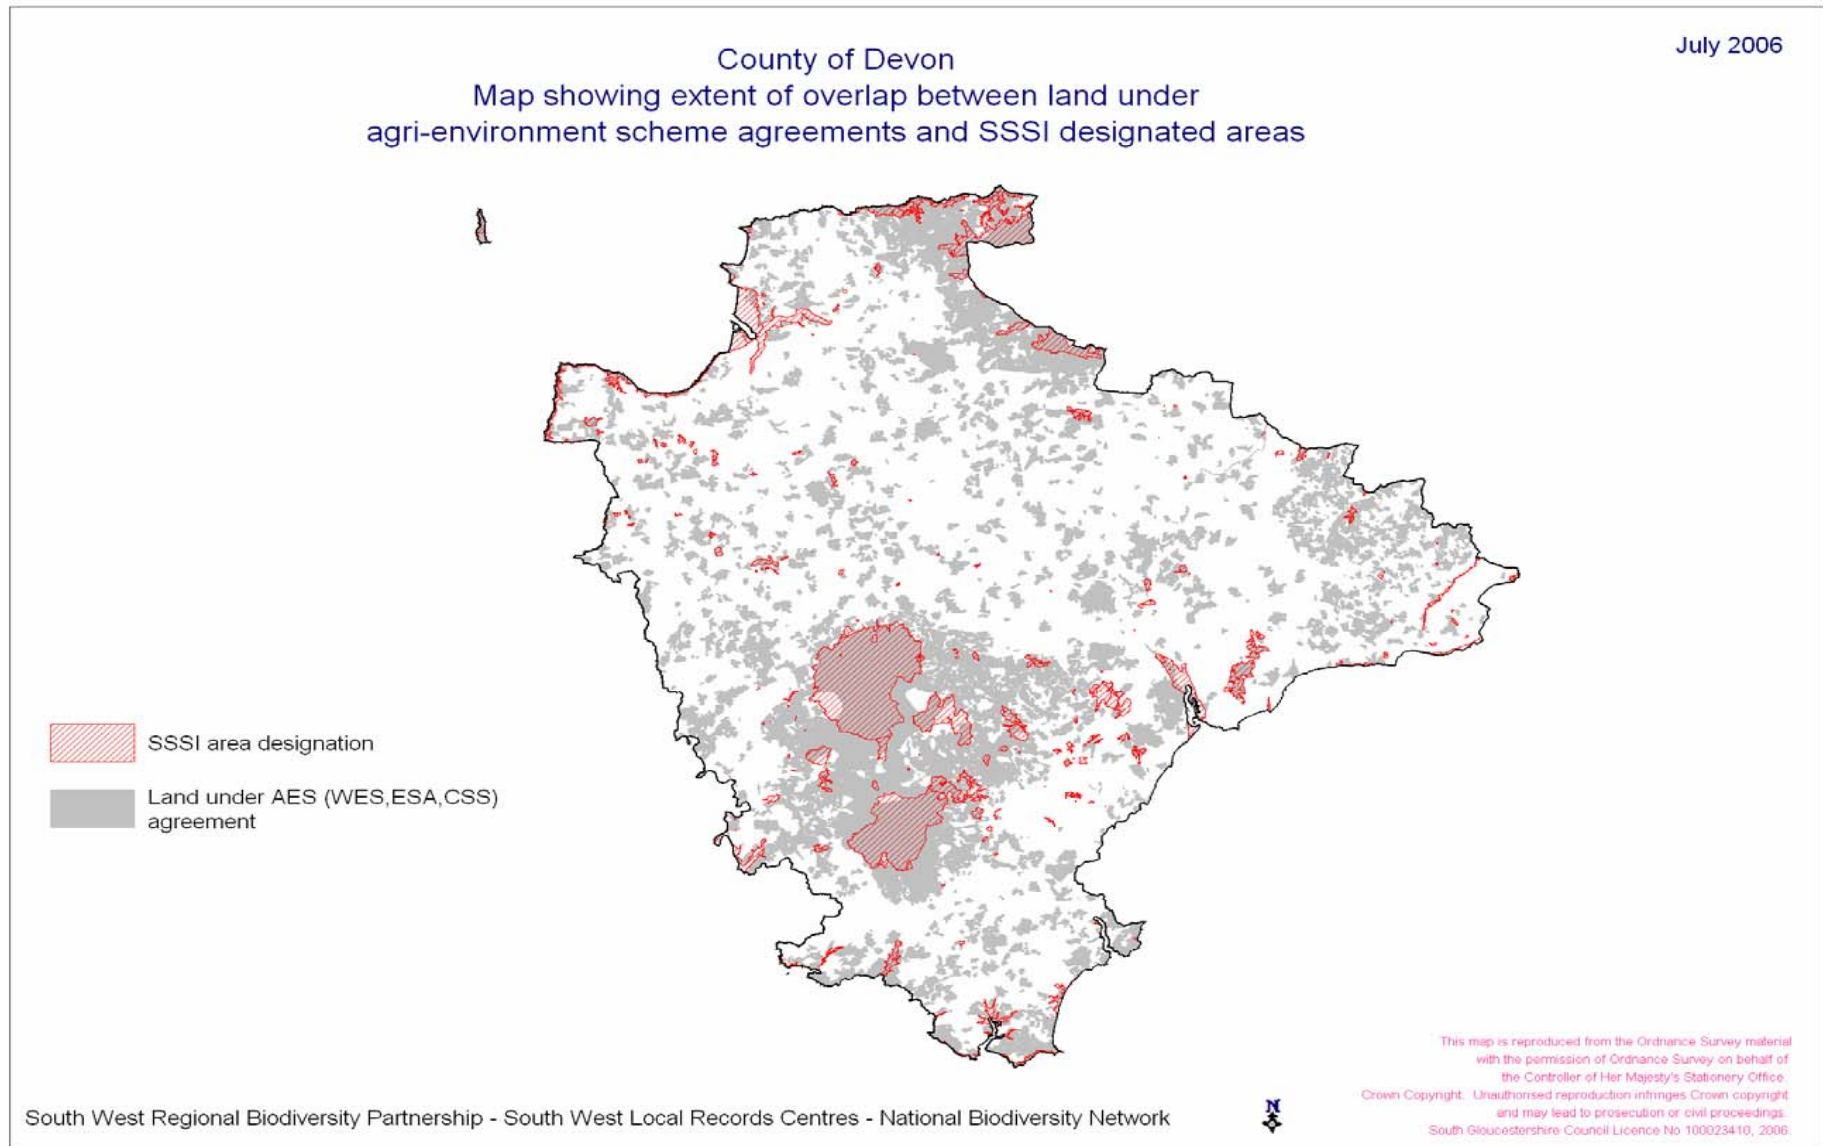 July 2006
County of Devon
Map showing extent of overlap between land under
agri-environment scheme agreements and SSSI designated areas
SSSI area designation
Land under AES (WES,ESA,CSS)
agreement
This map is reproduced from the Ordnance Survey material
with the permission of Ordnance Survey on behalf of
the Controller of Her Majesty's Stationery Office.
Crown Copyright. Unauthorised reproduction infringes Crown copyright
and may lead to prosecution or civil proceedings.
South Gloucestershire Council Licence No 100023410, 2006.
South West Regional Biodiversity Partnership - South West Local Records Centres - National Biodiversity Network
N